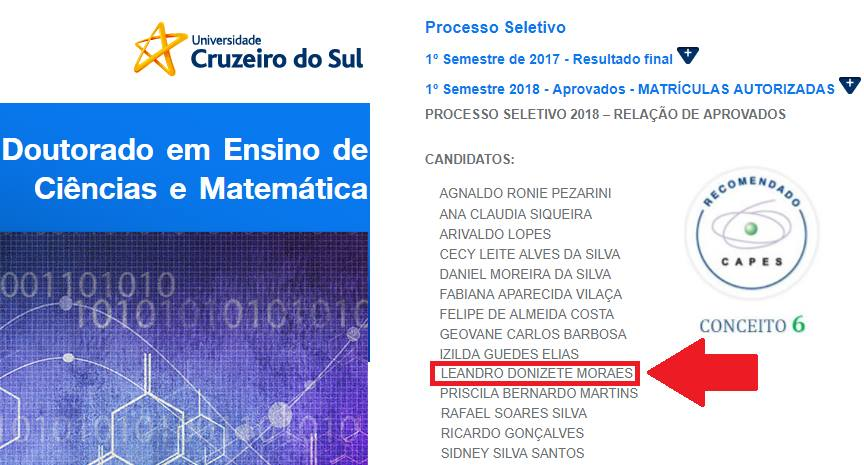 Universidade
Cruzeiro do Sul
Doutorado em Ensino de
Ciências e Matemática
001101010
10101010101010101
Processo Seletivo
1º Semestre de 2017 - Resultado final
1º Semestre 2018 - Aprovados - MATRÍCULAS AUTORIZADAS
PROCESSO SELETIVO 2018 – RELAÇÃO DE APROVADOS
CANDIDATOS:
AGNALDO RONIE PEZARINI
ANA CLAUDIA SIQUEIRA
ARIVALDO LOPES
CECY LEITE ALVES DA SILVA
DANIEL MOREIRA DA SILVA
FABIANA APARECIDA VILAÇA
FELIPE DE ALMEIDA COSTA
GEOVANE CARLOS BARBOSA
IZILDA GUEDES ELIAS
LEANDRO DONIZETE MORAES
PRISCILA BERNARDO MARTINS
RAFAEL SOARES SILVA
RICARDO GONÇALVES
SIDNEY SILVA SANTOS
RECOMENDADO
CAPES
CONCEITO 6